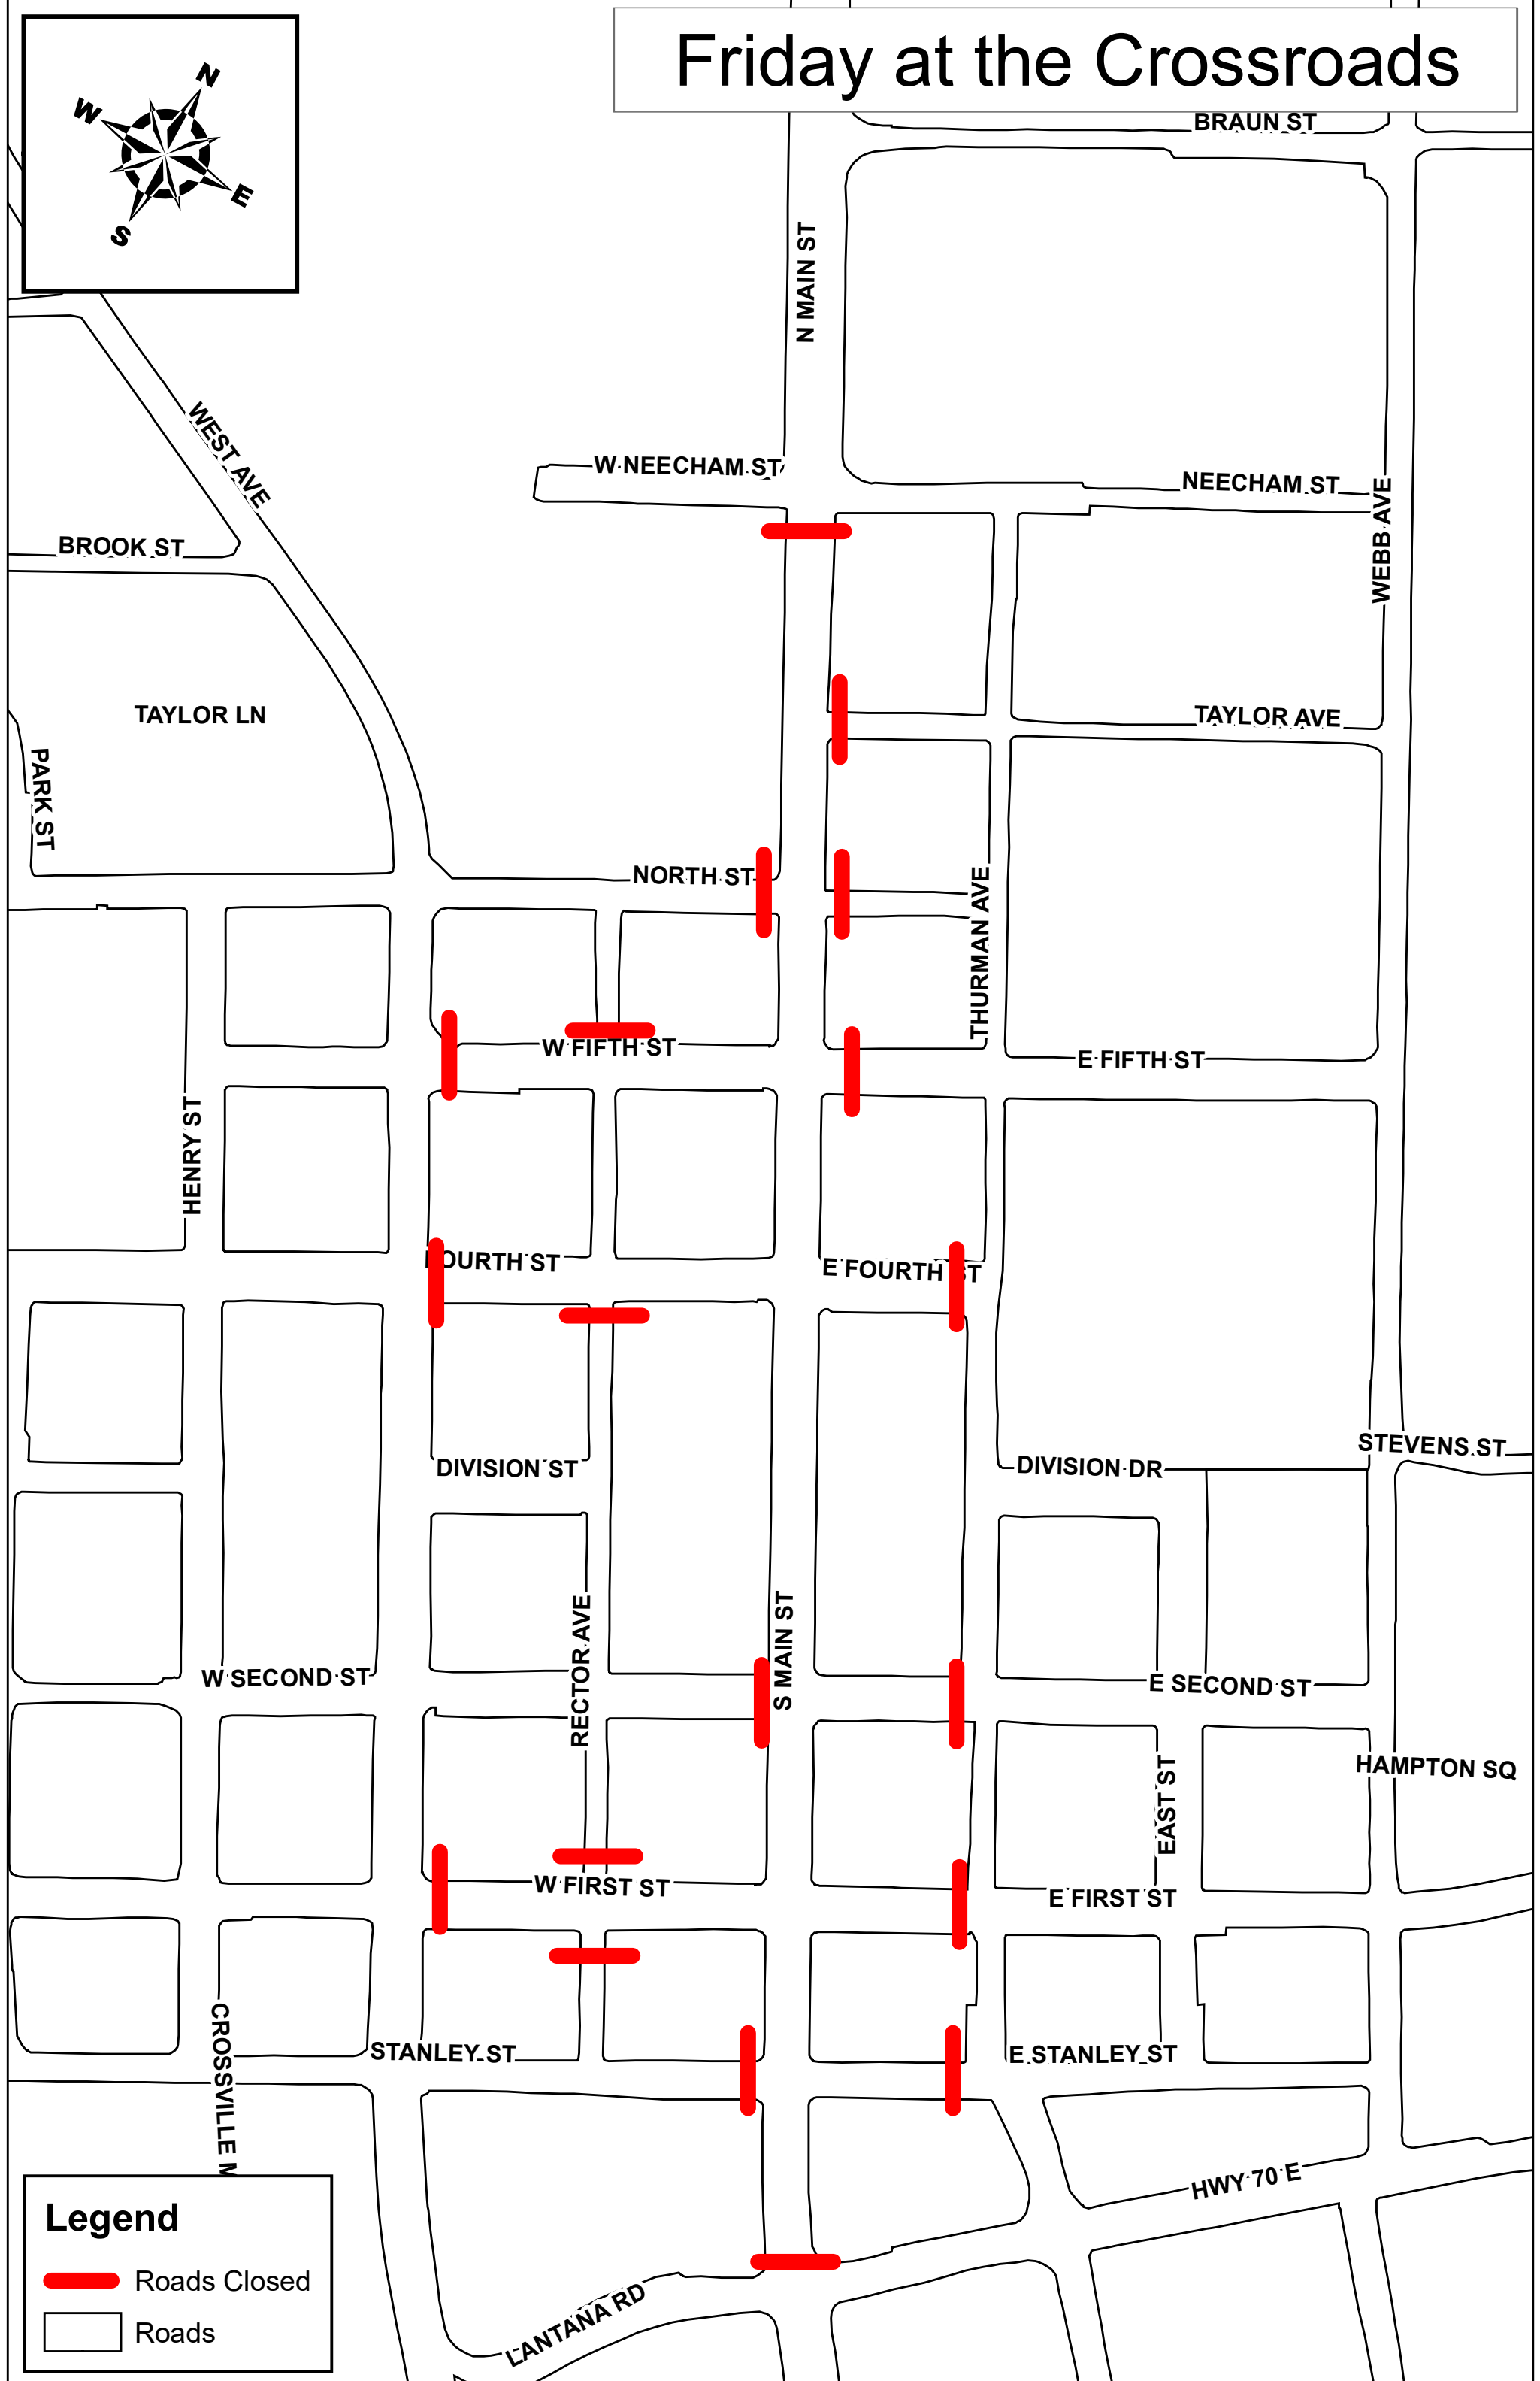 Friday at the Crossroads
N
W
E
S
BRAUN ST
N MAIN ST
WEST AVE
W NEECHAM ST
NEECHAM ST
WEBB AVE
BROOK ST
TAYLOR LN
TAYLOR AVE
PARK ST
NORTH ST
THURMAN AVE
W FIFTH ST
E FIFTH ST
HENRY ST
FOURTH ST
E FOURTH ST
DIVISION ST
DIVISION DR
STEVENS ST
RECTOR AVE
S MAIN ST
W SECOND ST
E SECOND ST
EAST ST
HAMPTON SQ
W FIRST ST
E FIRST ST
CROSSVILLE M
STANLEY ST
E STANLEY ST
HWY 70 E
LANTANA RD
Legend
Roads Closed
Roads